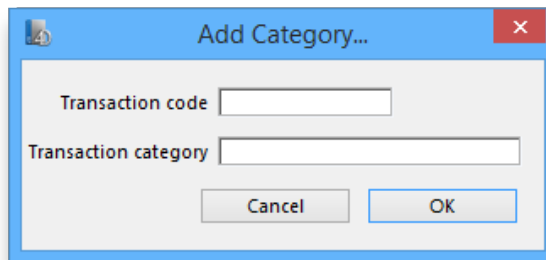 Add Category...
Transaction code
Transaction category
Cancel OK